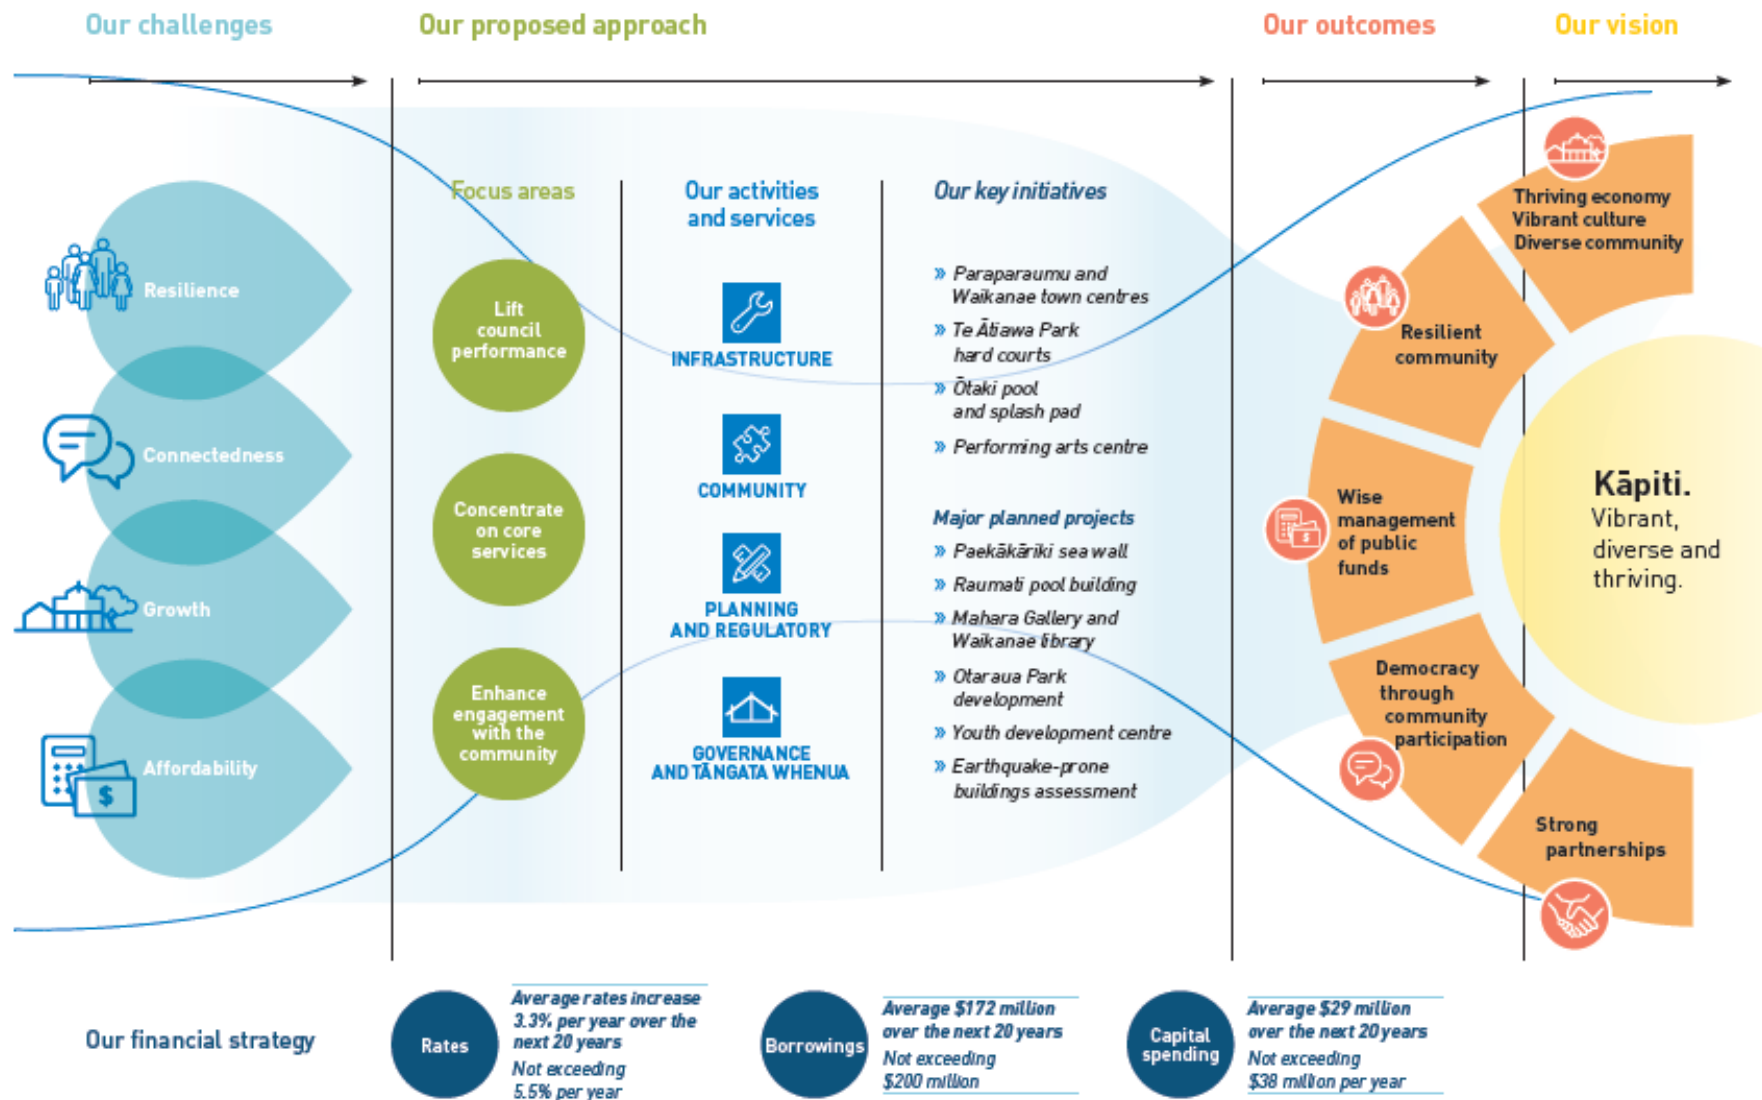 Our challenges
Our proposed approach
Our outcomes
Our vision
Resilience
Connectedness
Growth
Affordability
$
Focus areas
Lift
council
performance
Concentrate
on core
services
Enhance
engagement
with the
community
Our activities
and services
INFRASTRUCTURE
COMMUNITY
PLANNING
AND REGULATORY
GOVERNANCE
AND TĀNGATA WHENUA
Our key initiatives
» Paraparaumu and
Waikanae town centres
» Te Ātiawa Park
hard courts
» Ōtaki pool
and splash pad
» Performing arts centre
Major planned projects
» Paekākāriki sea wall
» Raumati pool building
» Mahara Gallery and
Waikanae library
» Otaraua Park
development
» Youth development centre
» Earthquake-prone
buildings assessment
Thriving economy
Vibrant culture
Diverse community
Resilient
community
Wise
management
of public
funds
$
Democracy
through
community
participation
Strong
partnerships
Kāpiti.
Vibrant,
diverse and
thriving.
Our financial strategy
Rates
Average rates increase
3.3% per year over the
next 20 years
Not exceeding
5.5% per year
Borrowings
Average $172 million
over the next 20 years
Not exceeding
$200 million
Capital
spending
Average $29 million
over the next 20 years
Not exceeding
$38 million per year